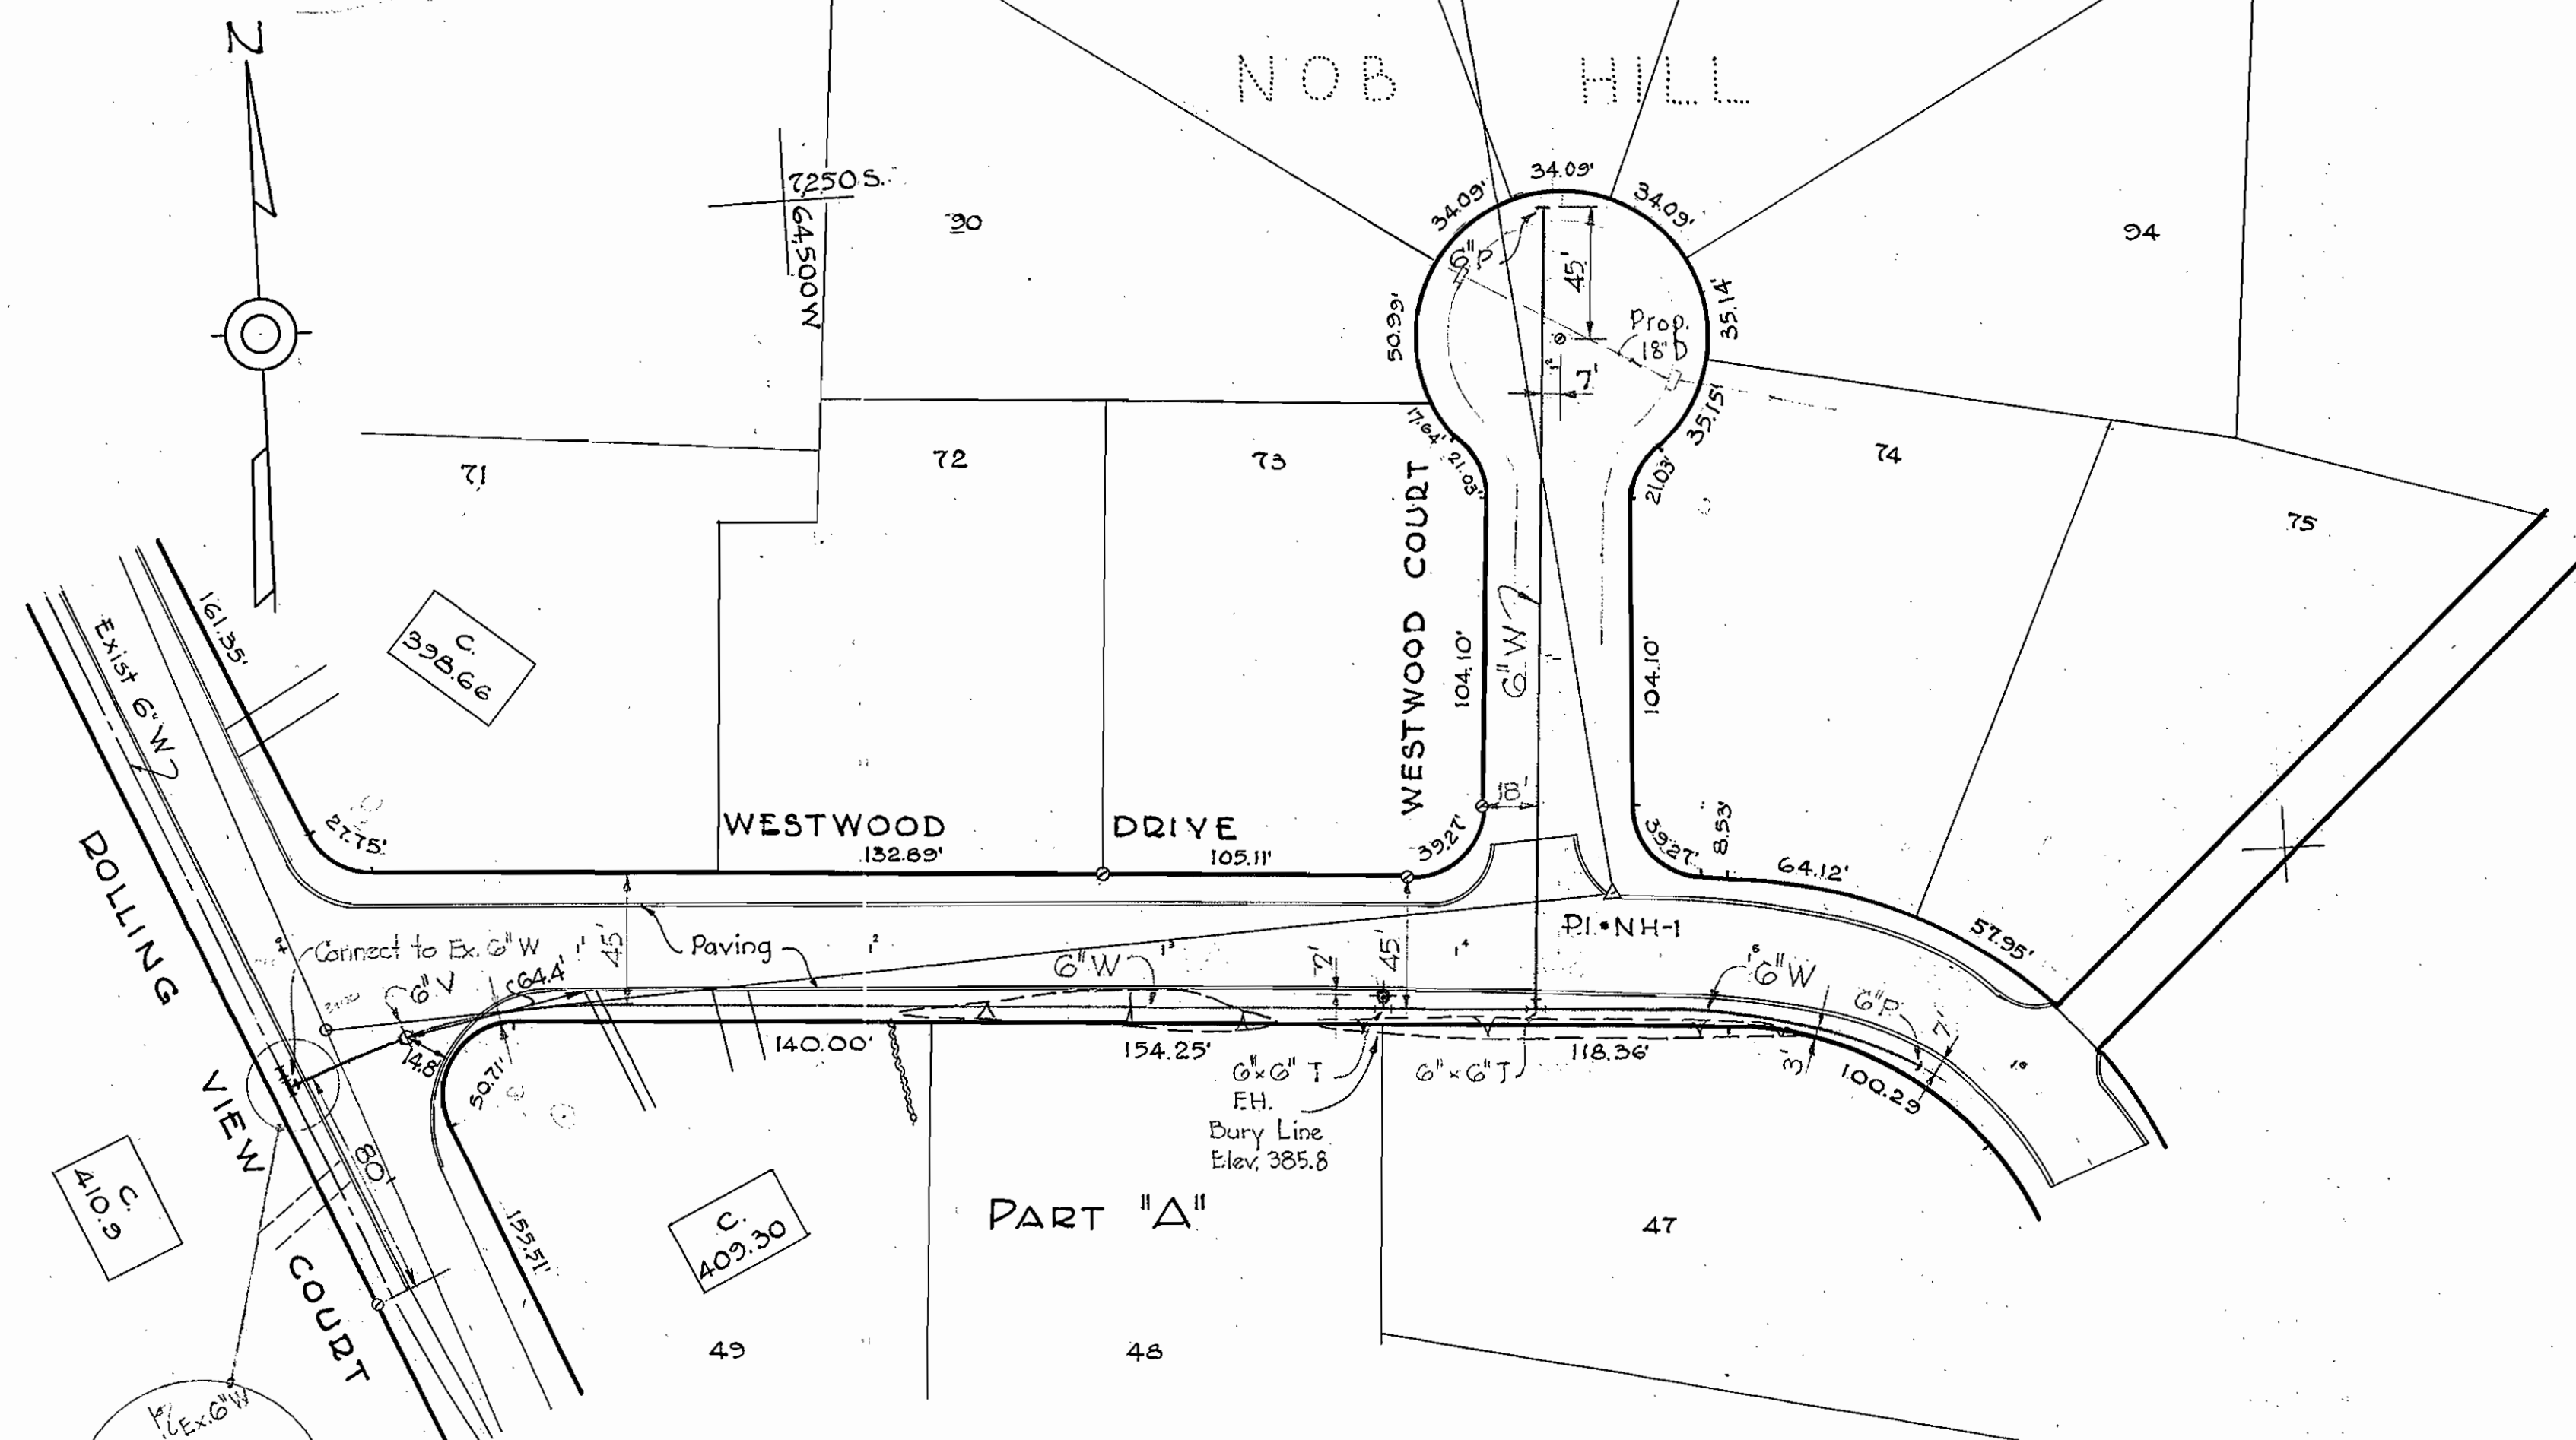 N
NOB HILL
7250 S.
64,500 W
90
94
34.09'
34.09'
34.09'
6"P
45'
50.99'
35.14'
Prop.
18"D
7'
35.15'
17.64'
21.03'
21.03'
71
72
73
74
75
WESTWOOD COURT
161.35'
Exist 6"W
C.
398.66
6"W
104.10'
104.10'
18'
27.75'
WESTWOOD DRIVE
132.89'
105.11'
39.27'
39.27'
8.53'
64.12'
57.95'
P.I. NH-1
ROLLING VIEW COURT
Connect to Ex. 6"W
6"V
64.4'
45'
Paving
6"W
2'
45'
6"W
6"P
7'
3'
14.8'
50.71'
140.00'
154.25'
118.36'
100.29
6"x6" T
F.H.
6"x6" T
Bury Line
Elev. 385.8
80'
C.
410.9
155.51'
C.
409.30
PART "A"
47
49
48
Ex. 6"W